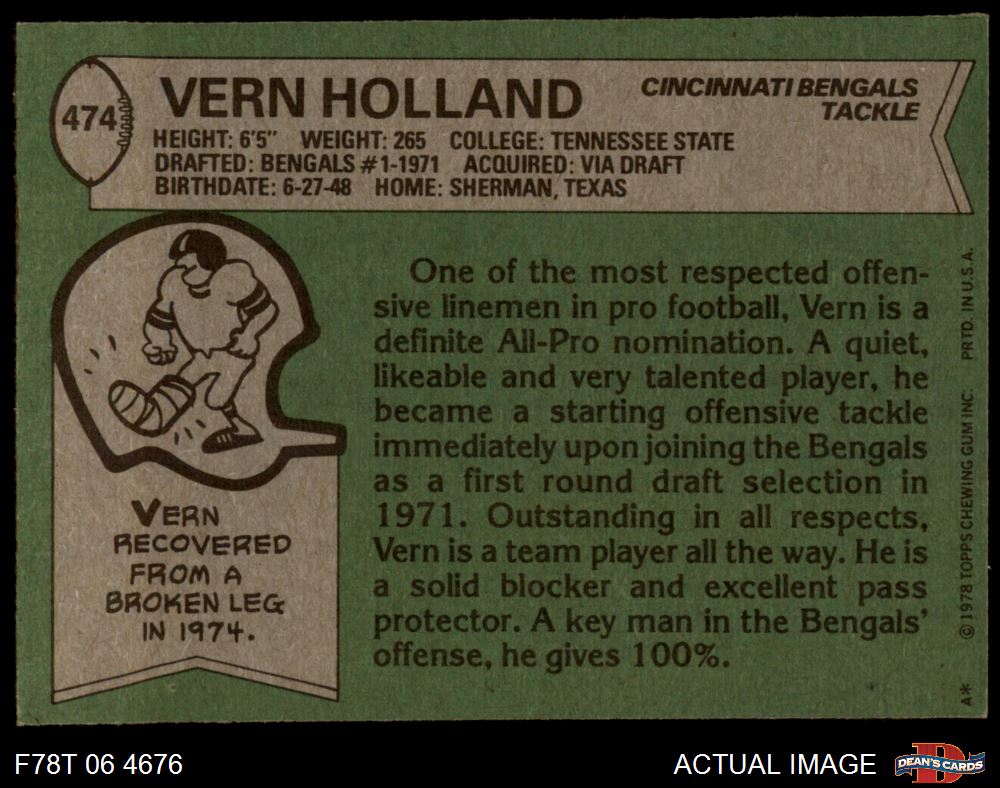 474
VERN HOLLAND
CINCINNATI BENGALS
TACKLE
HEIGHT: 6'5" WEIGHT: 265 COLLEGE: TENNESSEE STATE
DRAFTED: BENGALS #1-1971 ACQUIRED: VIA DRAFT
BIRTHDATE: 6-27-48 HOME: SHERMAN, TEXAS
One of the most respected offen-
sive linemen in pro football, Vern is a
definite All-Pro nomination. A quiet,
likeable and very talented player, he
became a starting offensive tackle
immediately upon joining the Bengals
as a first round draft selection in
1971. Outstanding in all respects,
Vern is a team player all the way. He is
a solid blocker and excellent pass
protector. A key man in the Bengals'
offense, he gives 100%.
VERN
RECOVERED
FROM A
BROKEN LEG
IN 1974.
A* © 1978 TOPPS CHEWING GUM INC. PRTD. IN U.S.A.
F78T 06 4676
ACTUAL IMAGE
D
DEAN'S CARDS